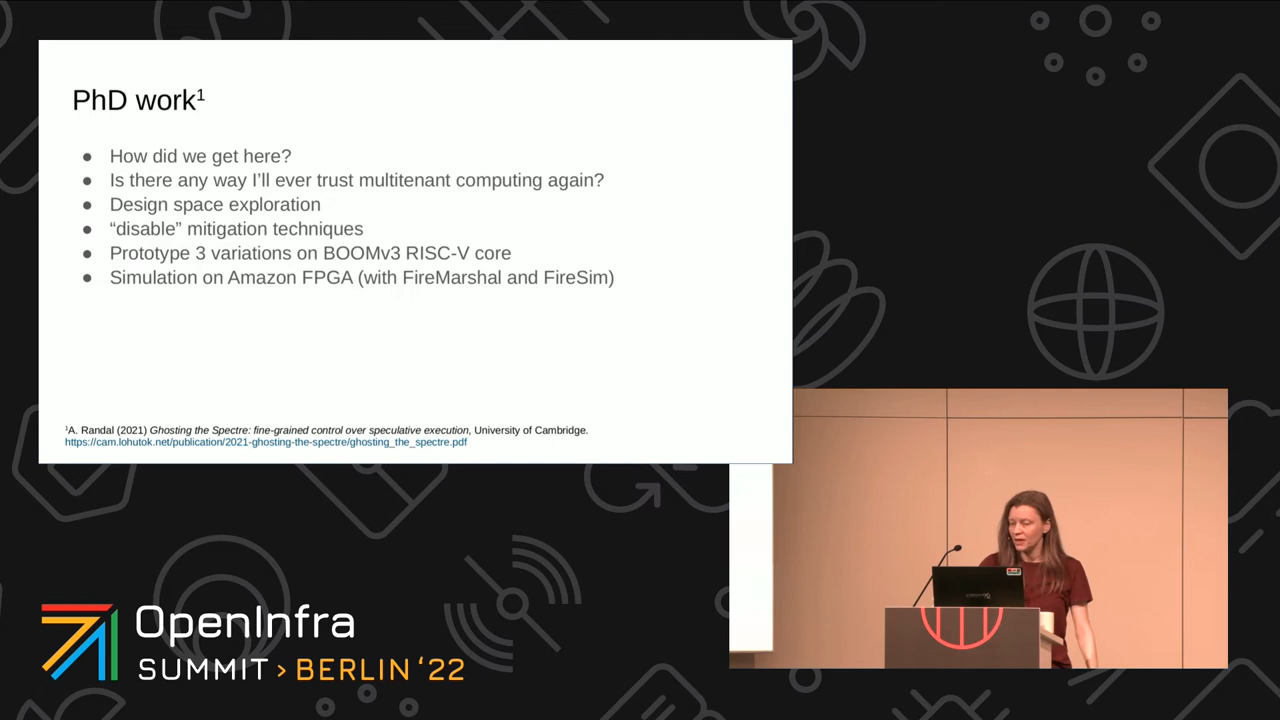 PhD work¹
● How did we get here?
● Is there any way I’ll ever trust multitenant computing again?
● Design space exploration
● “disable” mitigation techniques
● Prototype 3 variations on BOOMv3 RISC-V core
● Simulation on Amazon FPGA (with FireMarshal and FireSim)
¹A. Randal (2021) Ghosting the Spectre: fine-grained control over speculative execution, University of Cambridge.
https://cam.lohutok.net/publication/2021-ghosting-the-spectre/ghosting_the_spectre.pdf
OpenInfra
SUMMIT > BERLIN ‘22